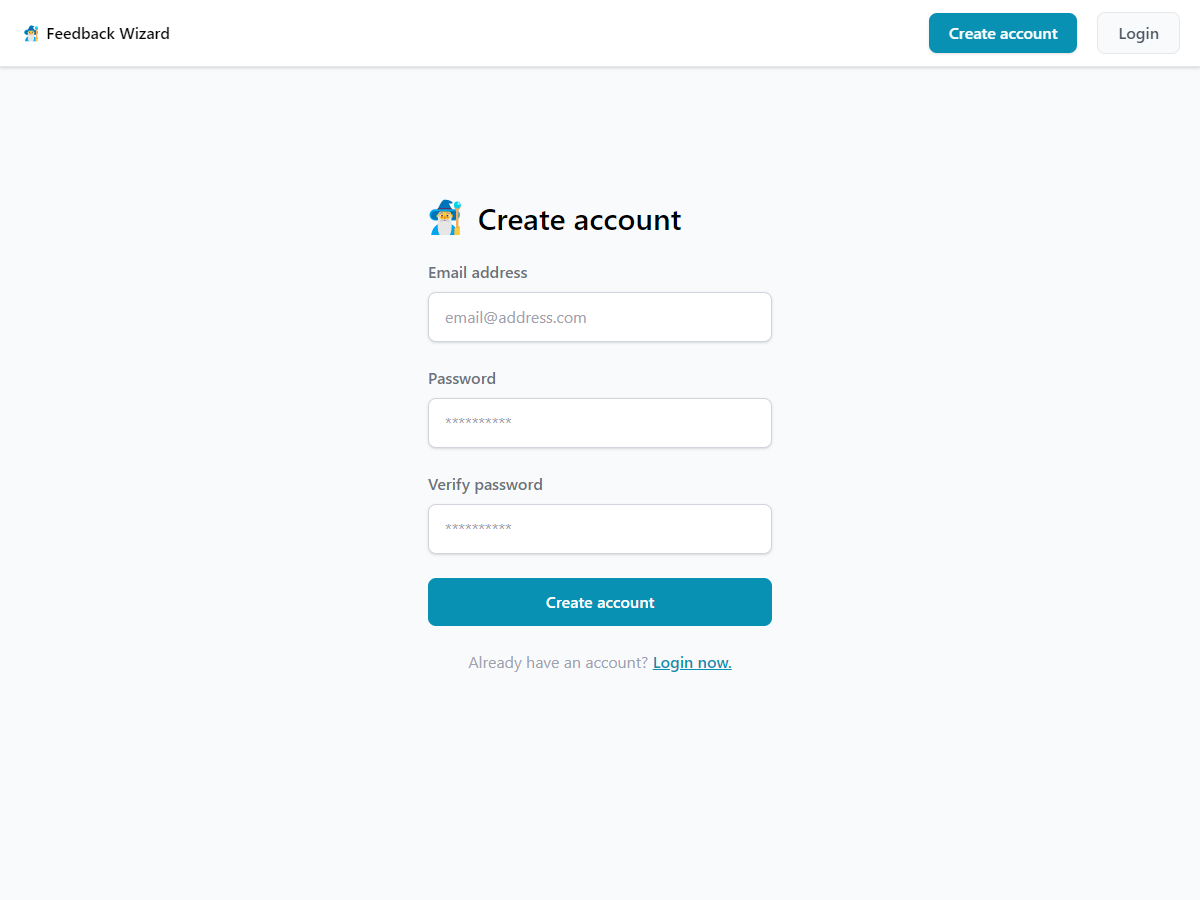 Feedback Wizard
Create account
Login
Create account
Email address
email@address.com
Password
**********
Verify password
**********
Create account
Already have an account? Login now.